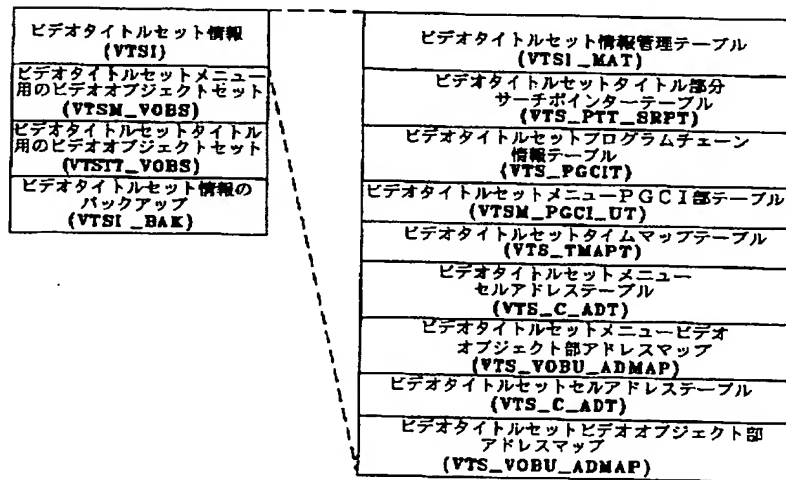 ビデオタイトルセット情報
(VTSI)
ビデオタイトルセットメニュー
用のビデオオブジェクトセット
(VTSM_VOBS)
ビデオタイトルセットタイトル
用のビデオオブジェクトセット
(VTSTT_VOBS)
ビデオタイトルセット情報の
バックアップ
(VTSI_BAK)
ビデオタイトルセット情報管理テーブル
(VTSI_MAT)
ビデオタイトルセットタイトル部分
サーチポインターテーブル
(VTS_PTT_SRPT)
ビデオタイトルセットプログラムチェーン
情報テーブル
(VTS_PGCIT)
ビデオタイトルセットメニューPGCI部テーブル
(VTSM_PGCI_UT)
ビデオタイトルセットタイムマップテーブル
(VTS_TMAPT)
ビデオタイトルセットメニュー
セルアドレステーブル
(VTS_C_ADT)
ビデオタイトルセットメニュービデオ
オブジェクト部アドレスマップ
(VTS_VOBU_ADMAP)
ビデオタイトルセットセルアドレステーブル
(VTS_C_ADT)
ビデオタイトルセットビデオオブジェクト部
アドレスマップ
(VTS_VOBU_ADMAP)